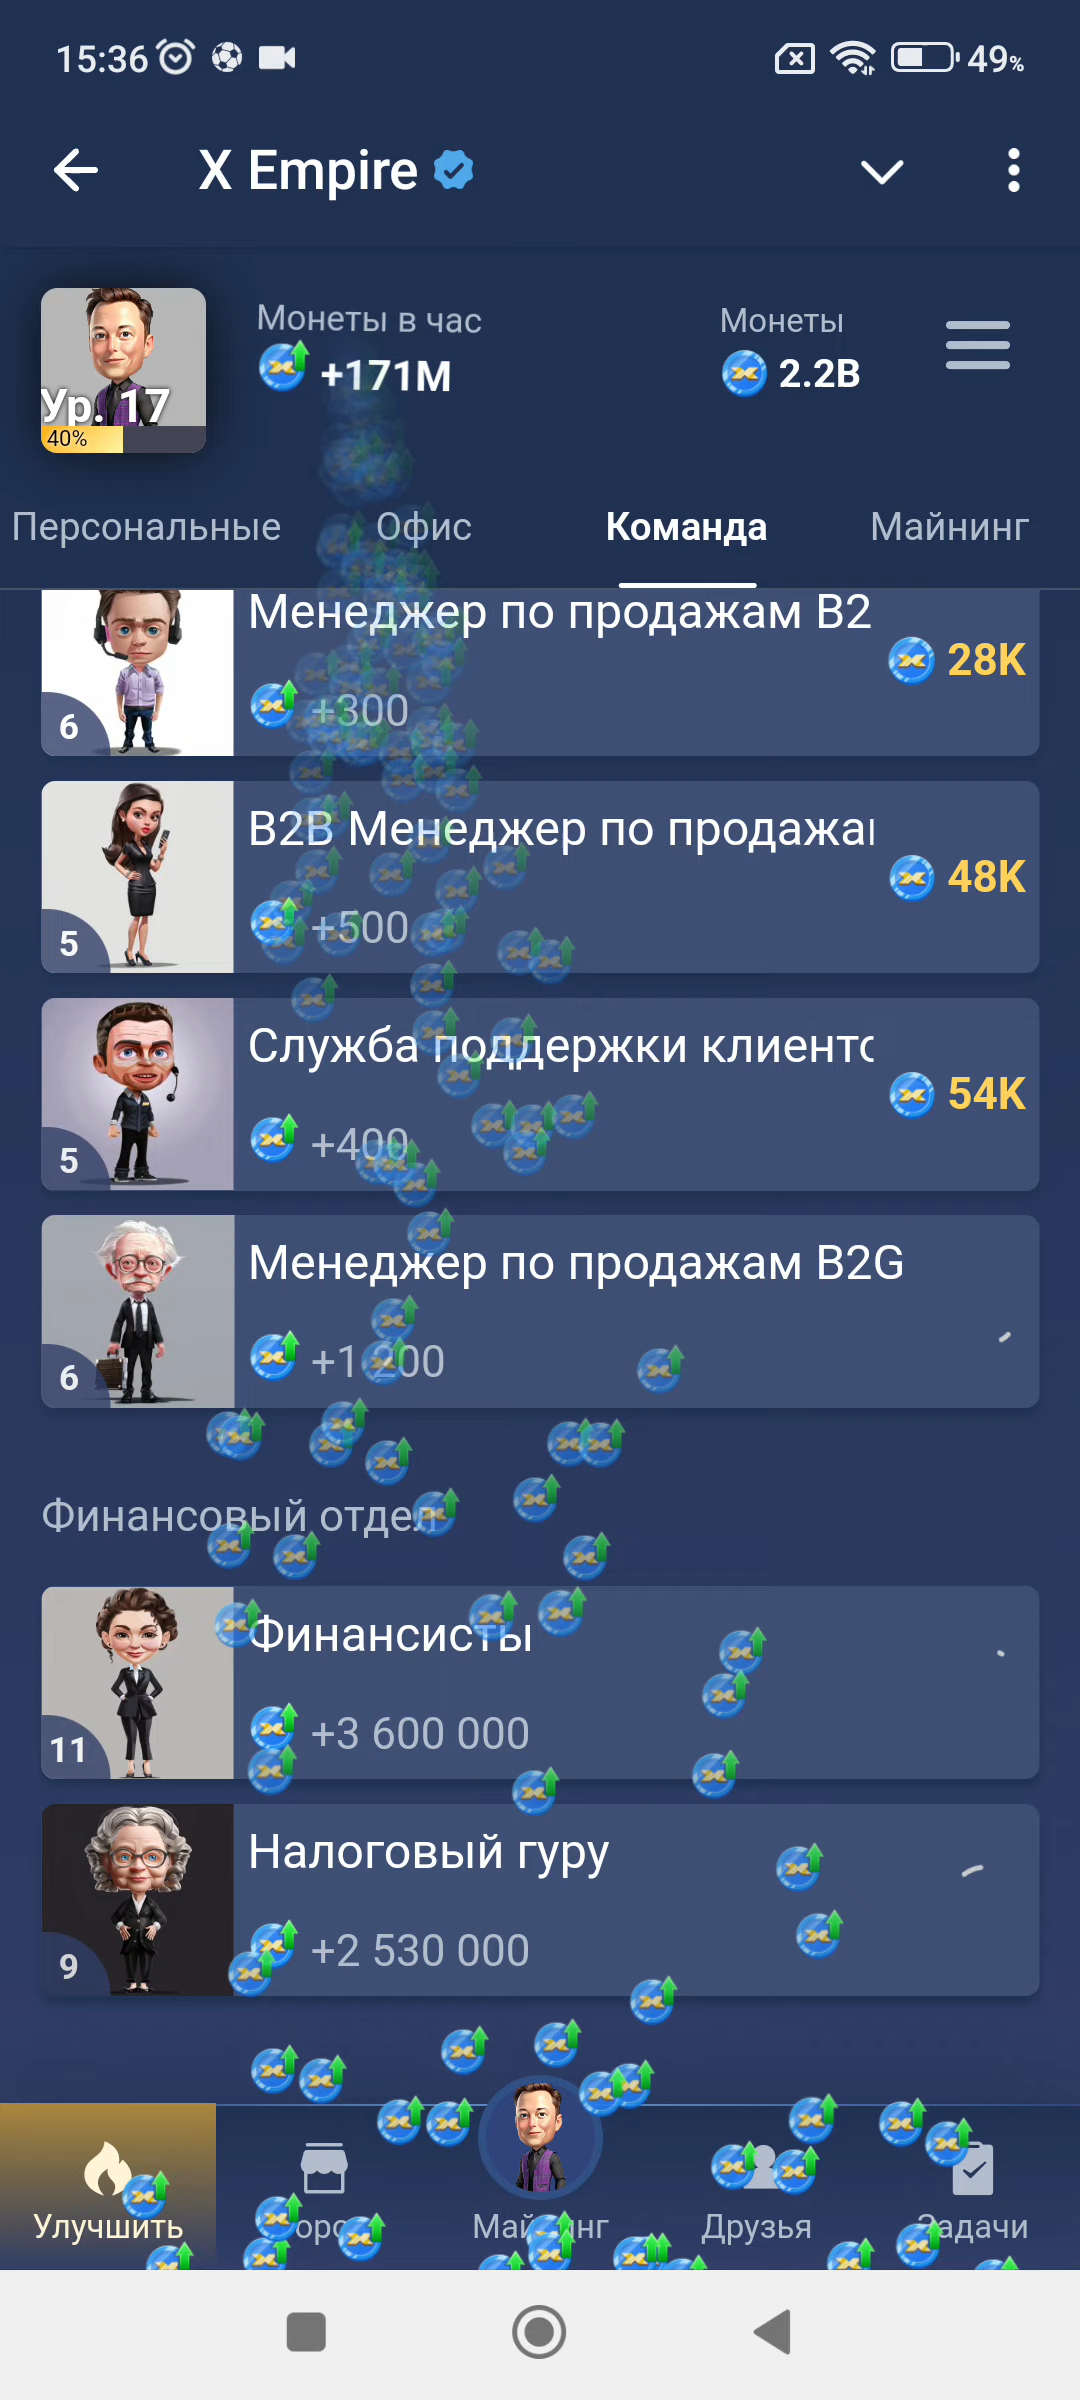 15:36
49%
X Empire
Монеты в час
+171M
Монеты
2.2B
Ур. 17
40%
Персональные
Офис
Команда
Майнинг
Менеджер по продажам B2
+300
28K
6
B2B Менеджер по продажа
+500
48K
5
Служба поддержки клиенто
+400
54K
5
Менеджер по продажам B2G
+1 200
6
Финансовый отдел
Финансисты
+3 600 000
11
Налоговый гуру
+2 530 000
9
Улучшить
Майнинг
Друзья
Задачи